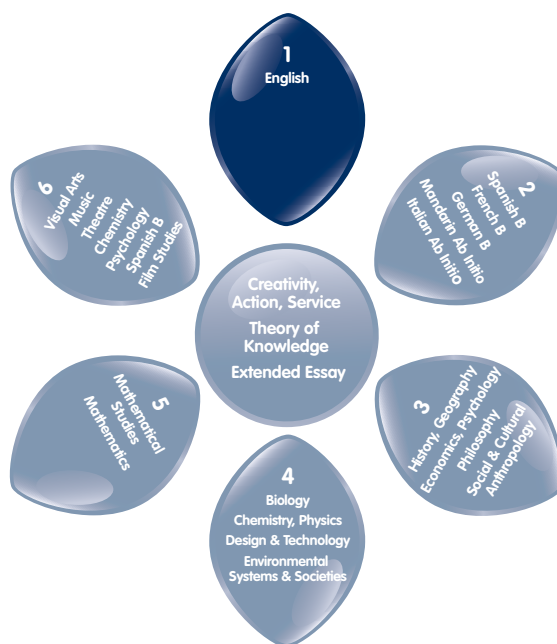 1
English
2
Spanish B
French B
German B
Mandarin Ab Initio
Italian Ab Initio
3
History, Geography
Economics, Psychology
Philosophy
Social & Cultural
Anthropology
4
Biology
Chemistry, Physics
Design & Technology
Environmental
Systems & Societies
5
Mathematical
Studies
Mathematics
6
Visual Arts
Music
Theatre
Chemistry
Psychology
Spanish B
Film Studies
Creativity,
Action, Service
Theory of
Knowledge
Extended Essay